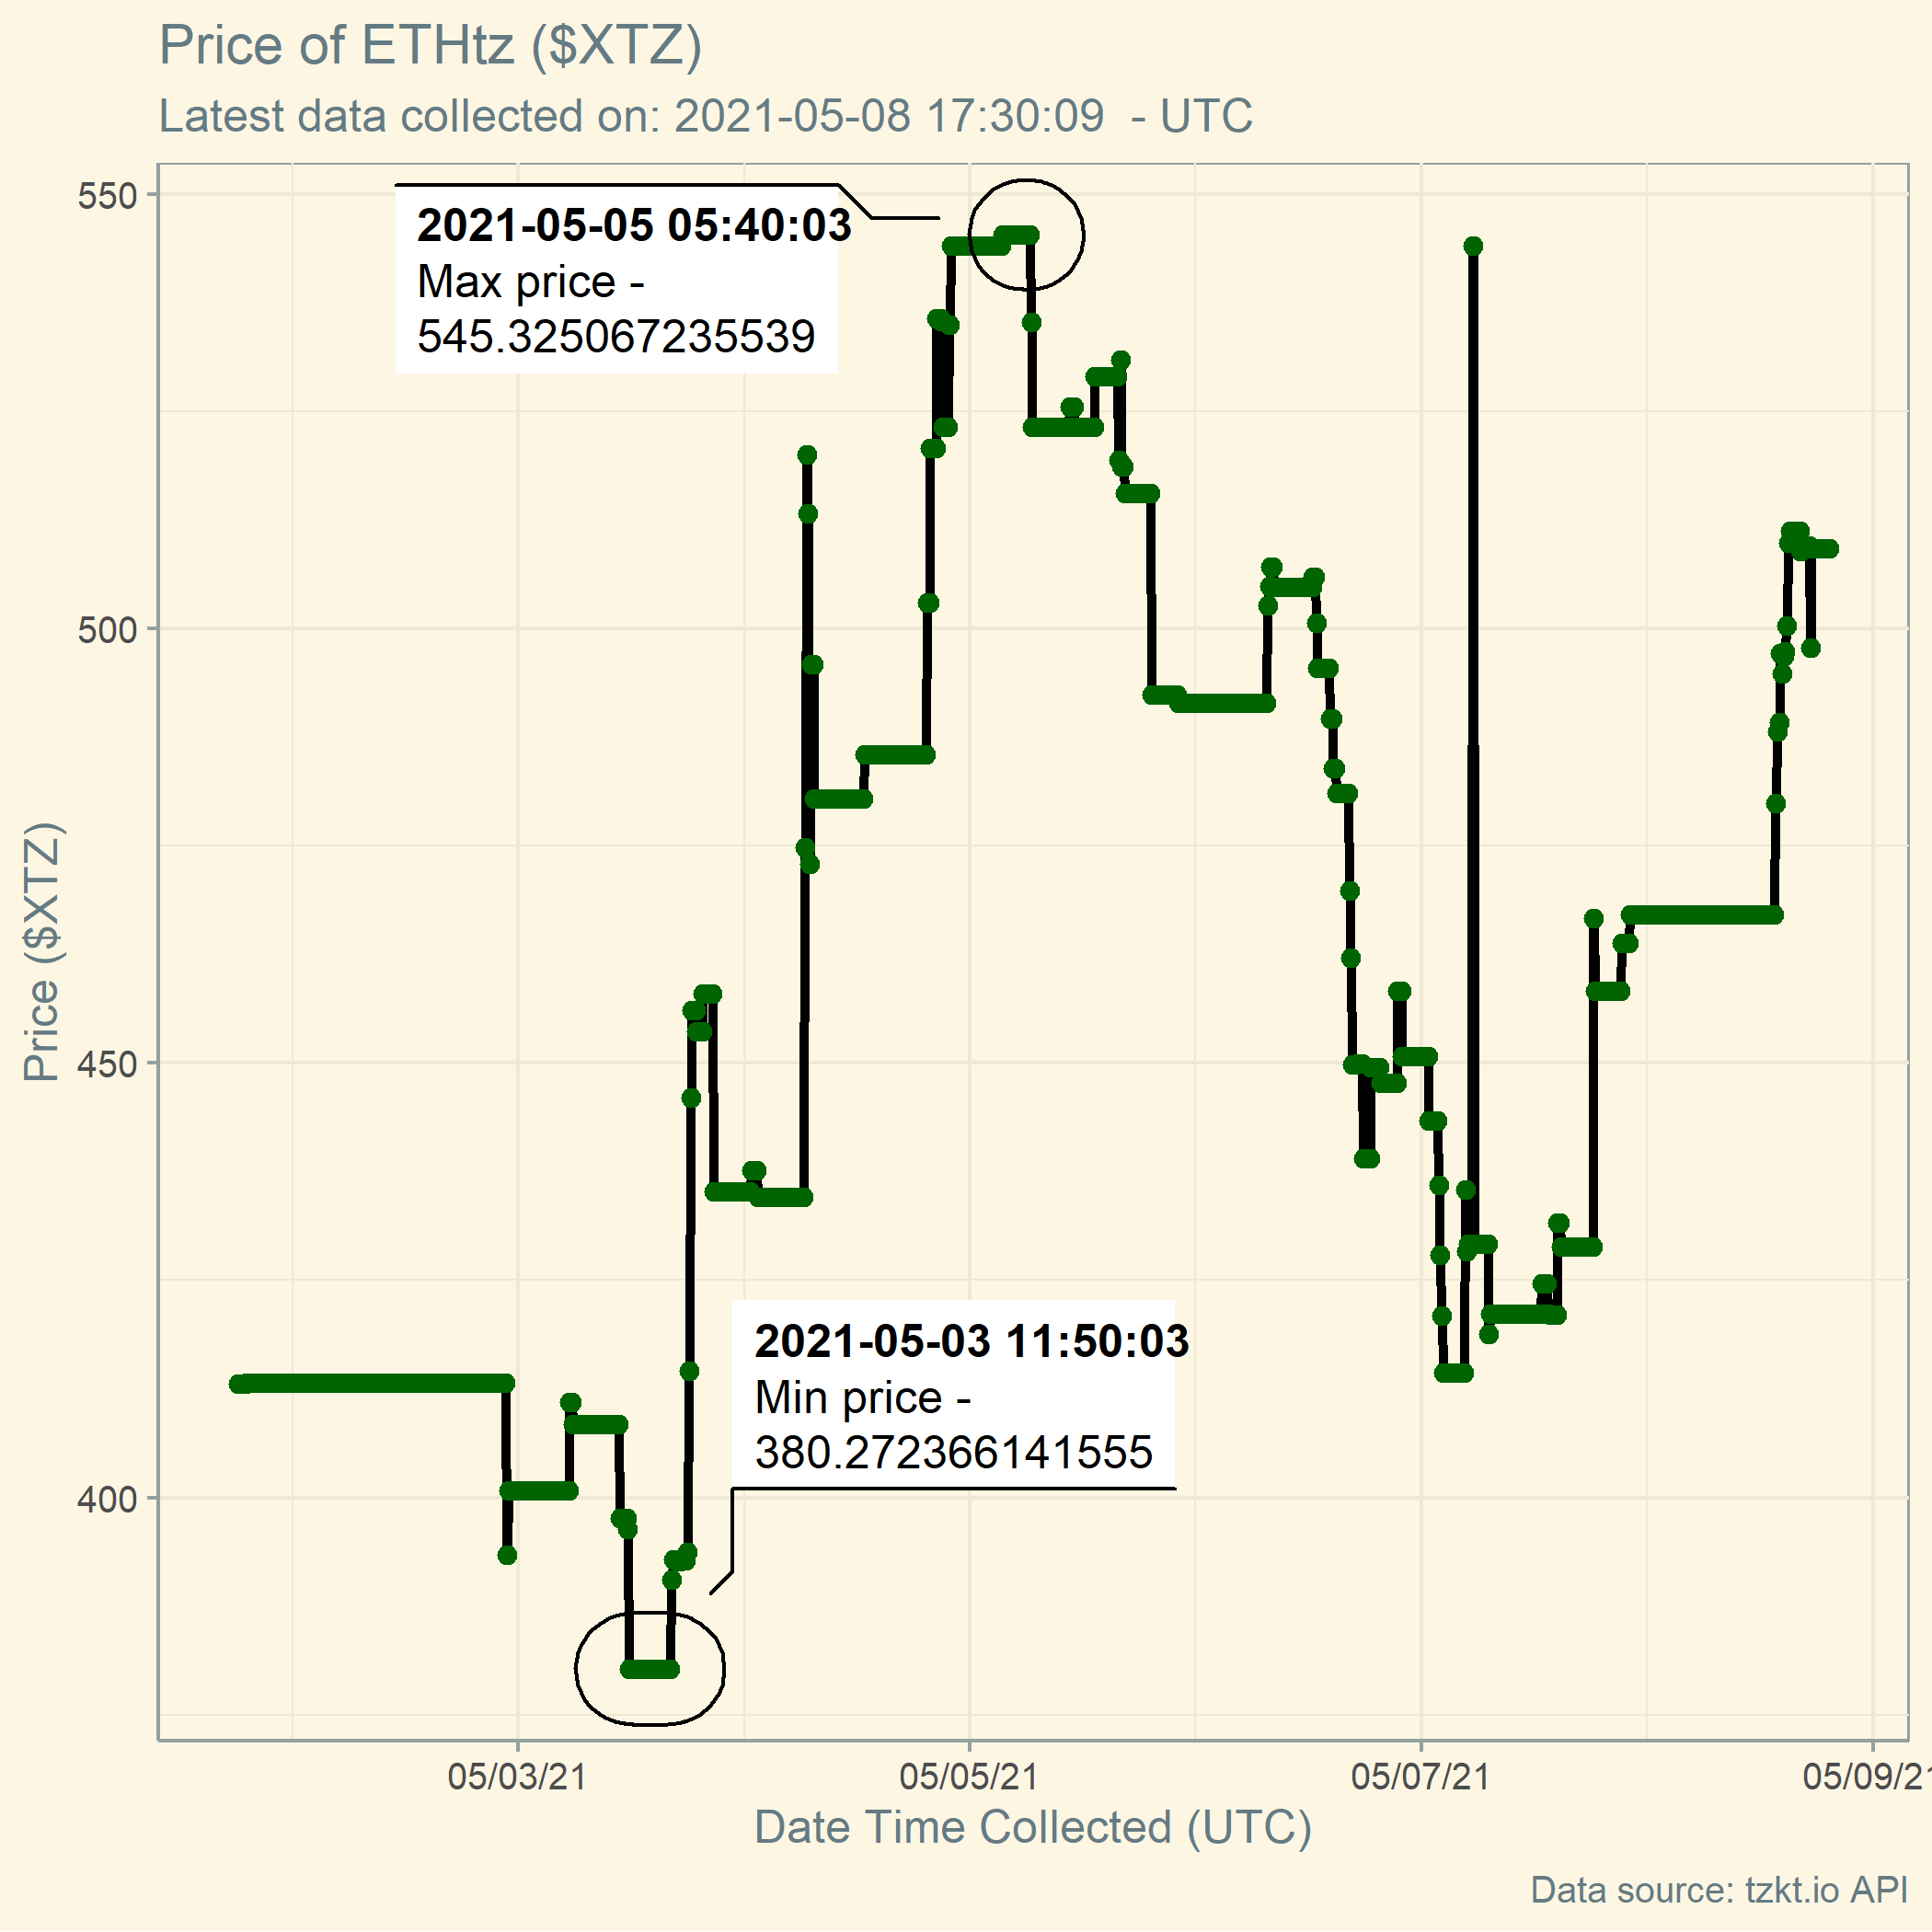 Price of ETHtz ($XTZ)
Latest data collected on: 2021-05-08 17:30:09  - UTC
550
500
450
400
Price ($XTZ)
2021-05-05 05:40:03
Max price -
545.325067235539
2021-05-03 11:50:03
Min price -
380.272366141555
05/03/21
05/05/21
05/07/21
05/09/21
Date Time Collected (UTC)
Data source: tzkt.io API